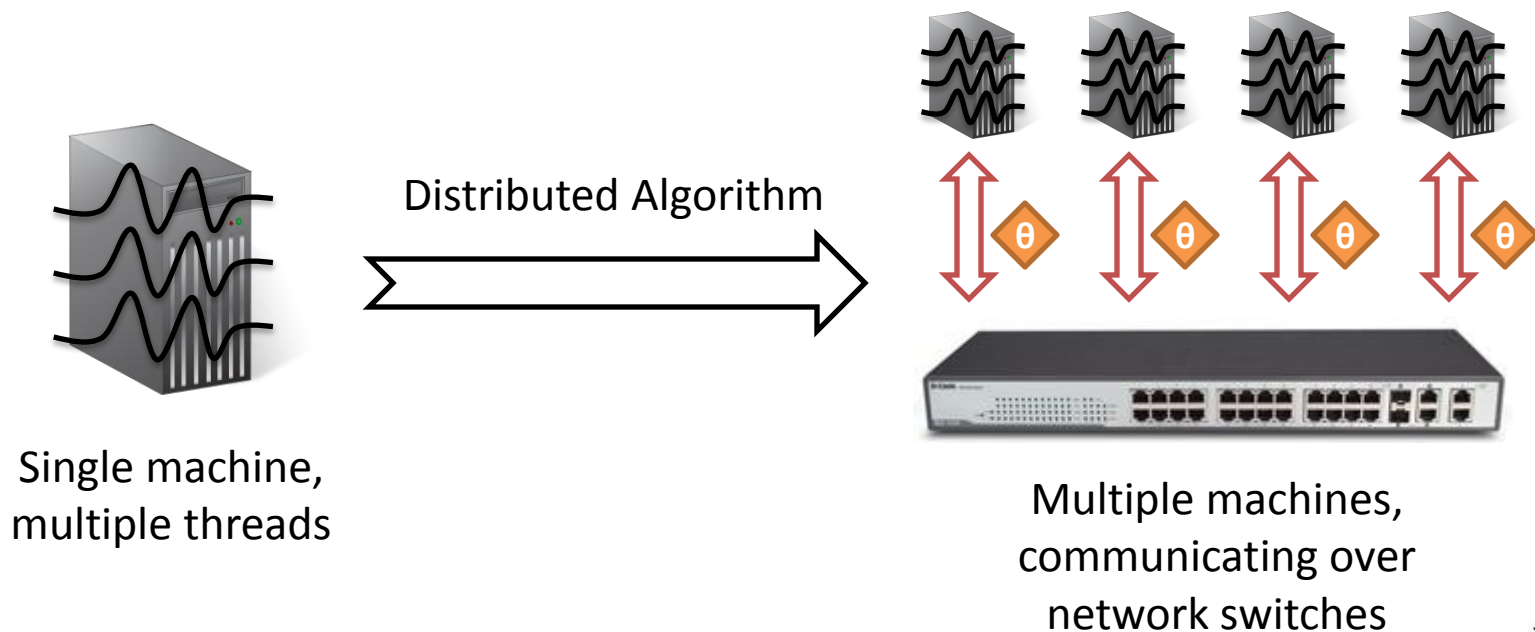 Distributed Algorithm
θ θ θ θ
Single machine,
multiple threads
Multiple machines,
communicating over
network switches